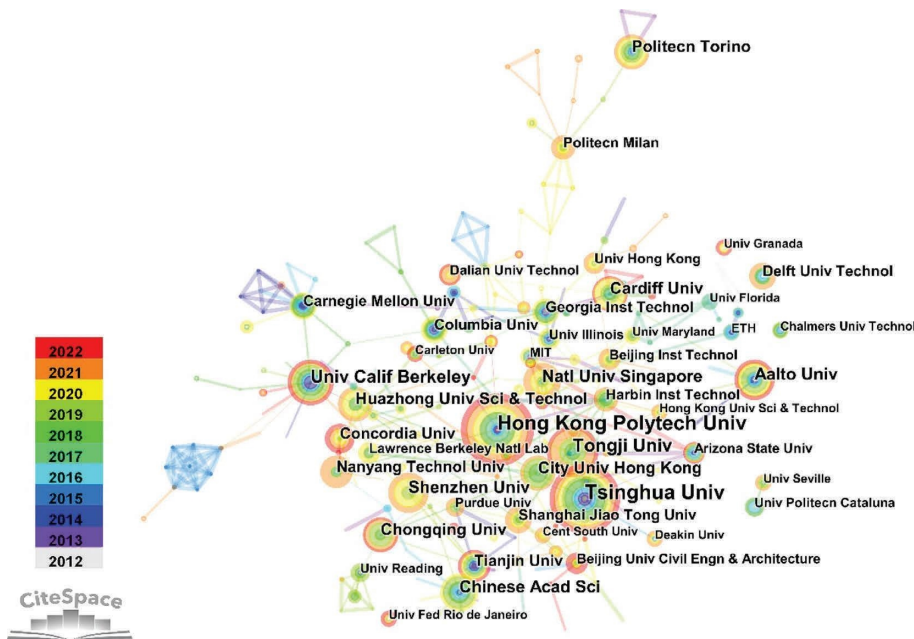 Politecn Torino
Politecn Milan
Univ Granada
Univ Hong Kong
Dalian Univ Technol
Delft Univ Technol
Cardiff Univ
Carnegie Mellon Univ
Georgia Inst Technol
Univ Florida
Columbia Univ
Univ Illinois
Univ Maryland
ETH
Chalmers Univ Technol
Carleton Univ
MIT
Beijing Inst Technol
Univ Calif Berkeley
Natl Univ Singapore
Aalto Univ
Huazhong Univ Sci & Technol
Harbin Inst Technol
Hong Kong Univ Sci & Technol
Hong Kong Polytech Univ
Concordia Univ
Lawrence Berkeley Natl Lab
Tongji Univ
Arizona State Univ
Nanyang Technol Univ
City Univ Hong Kong
Univ Seville
Shenzhen Univ
Tsinghua Univ
Purdue Univ
Univ Politecn Cataluna
Shanghai Jiao Tong Univ
Chongqing Univ
Cent South Univ
Deakin Univ
Tianjin Univ
Beijing Univ Civil Engn & Architecture
Univ Reading
Chinese Acad Sci
Univ Fed Rio de Janeiro
2022
2021
2020
2019
2018
2017
2016
2015
2014
2013
2012
CiteSpace